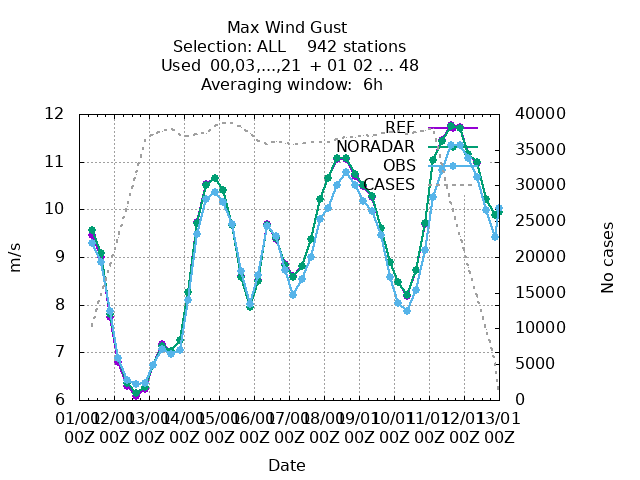 Max Wind Gust
Selection: ALL    942 stations
Used  00,03,...,21  + 01 02 ... 48
Averaging window:  6h
12
11
10
9
8
7
6
m/s
40000
35000
30000
25000
20000
15000
10000
5000
0
No cases
REF
NORADAR
OBS
CASES
01/01 02/01 03/01 04/01 05/01 06/01 07/01 08/01 09/01 10/01 11/01 12/01 13/01
00Z 00Z 00Z 00Z 00Z 00Z 00Z 00Z 00Z 00Z 00Z 00Z 00Z
Date